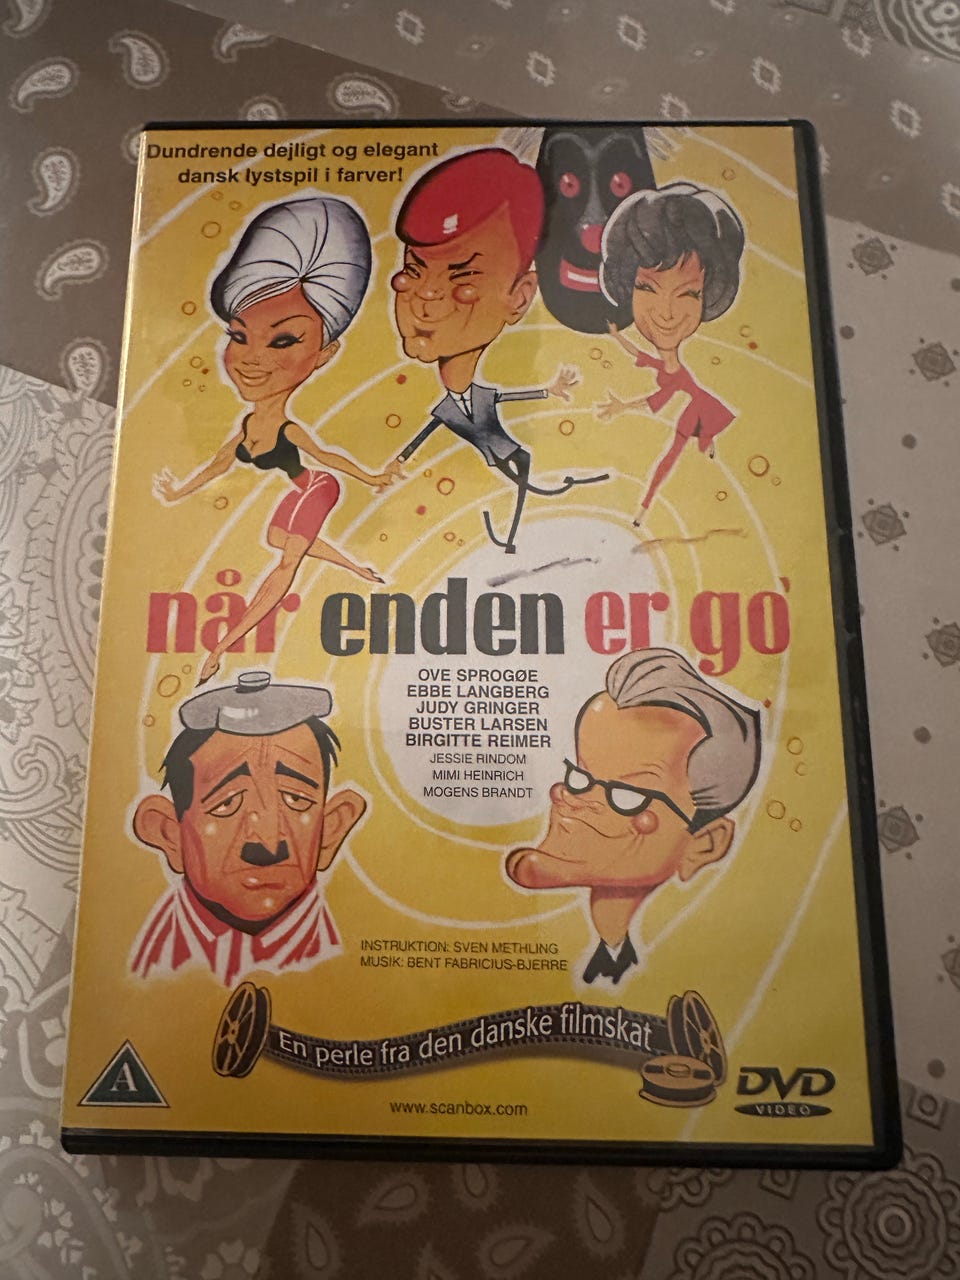 Dundrende dejligt og elegant
dansk lystspil i farver!
når enden er go'
OVE SPROGØE
EBBE LANGBERG
JUDY GRINGER
BUSTER LARSEN
BIRGITTE REIMER
JESSIE RINDOM
MIMI HEINRICH
MOGENS BRANDT
INSTRUKTION: SVEN METHLING
MUSIK: BENT FABRICIUS-BJERRE
En perle fra den danske filmskat
A
www.scanbox.com
DVD
VIDEO